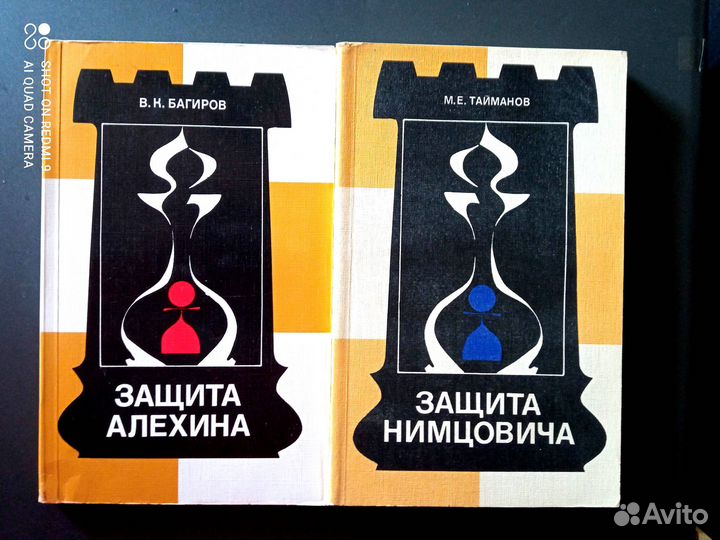 SHOT ON REDMI 9
AI QUAD CAMERA
В. К. БАГИРОВ
ЗАЩИТА
АЛЕХИНА
М.Е. ТАЙМАНОВ
ЗАЩИТА
НИМЦОВИЧА
Avito